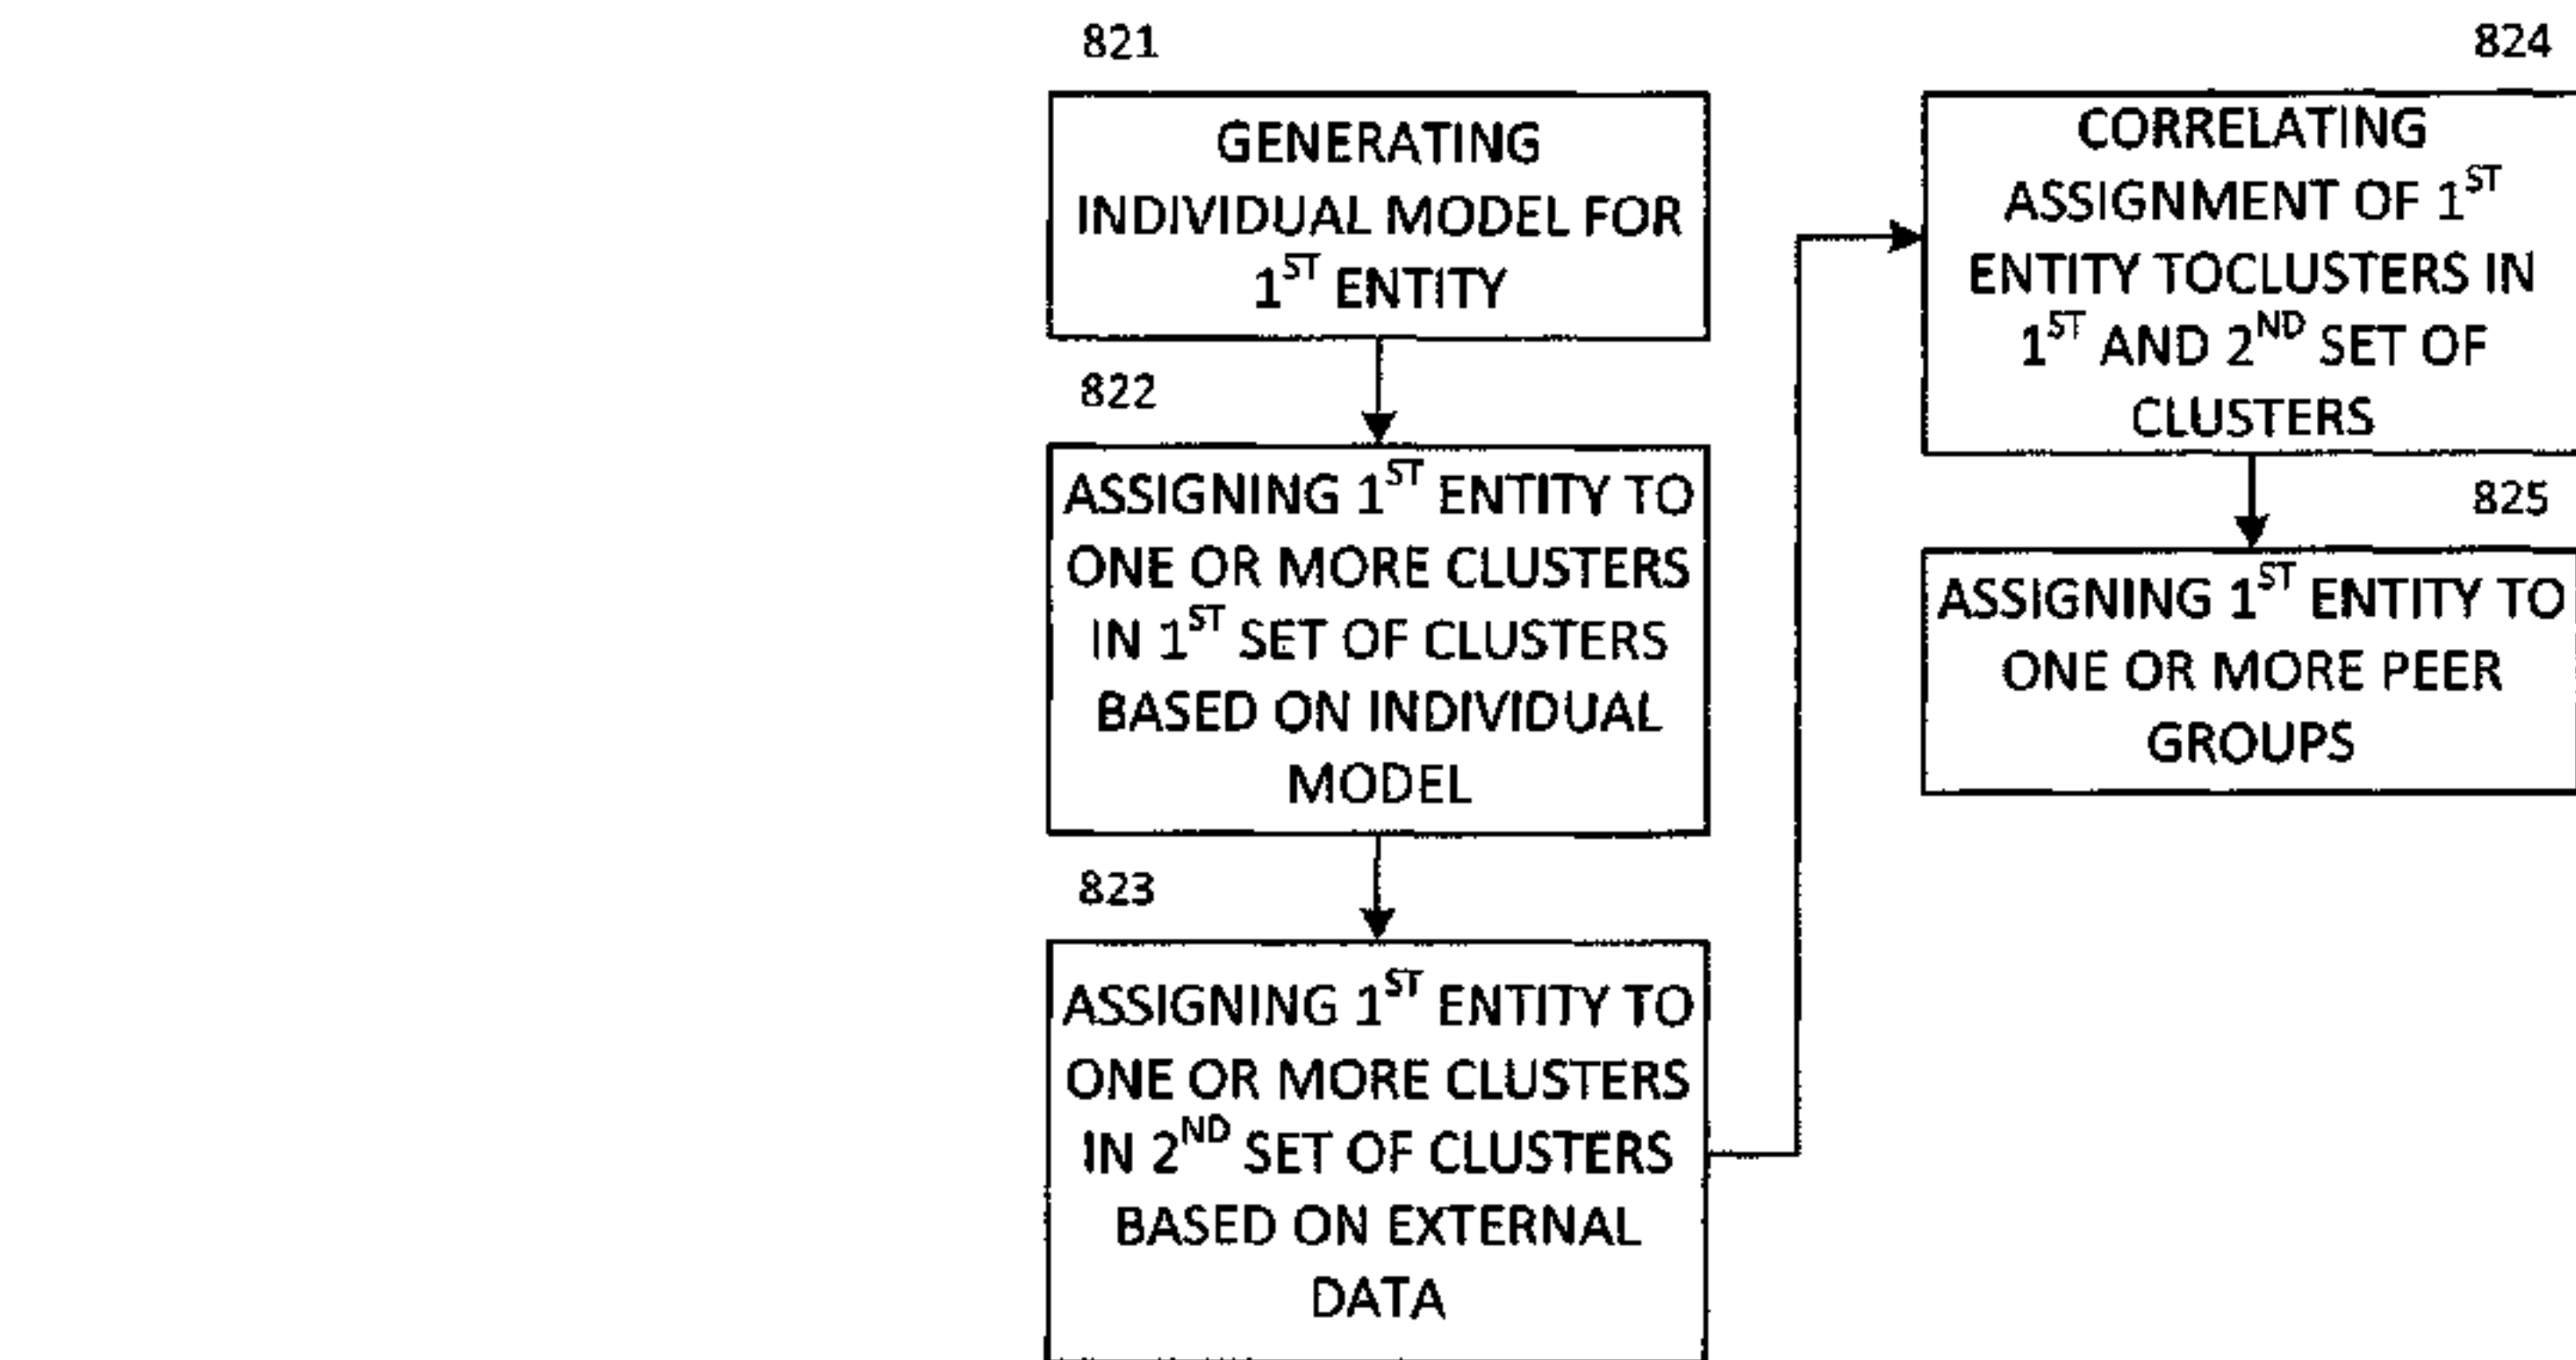 821
GENERATING
INDIVIDUAL MODEL FOR
1ST ENTITY
822
ASSIGNING 1ST ENTITY TO
ONE OR MORE CLUSTERS
IN 1ST SET OF CLUSTERS
BASED ON INDIVIDUAL
MODEL
823
ASSIGNING 1ST ENTITY TO
ONE OR MORE CLUSTERS
IN 2ND SET OF CLUSTERS
BASED ON EXTERNAL
DATA
824
CORRELATING
ASSIGNMENT OF 1ST
ENTITY TOCLUSTERS IN
1ST AND 2ND SET OF
CLUSTERS
825
ASSIGNING 1ST ENTITY TO
ONE OR MORE PEER
GROUPS